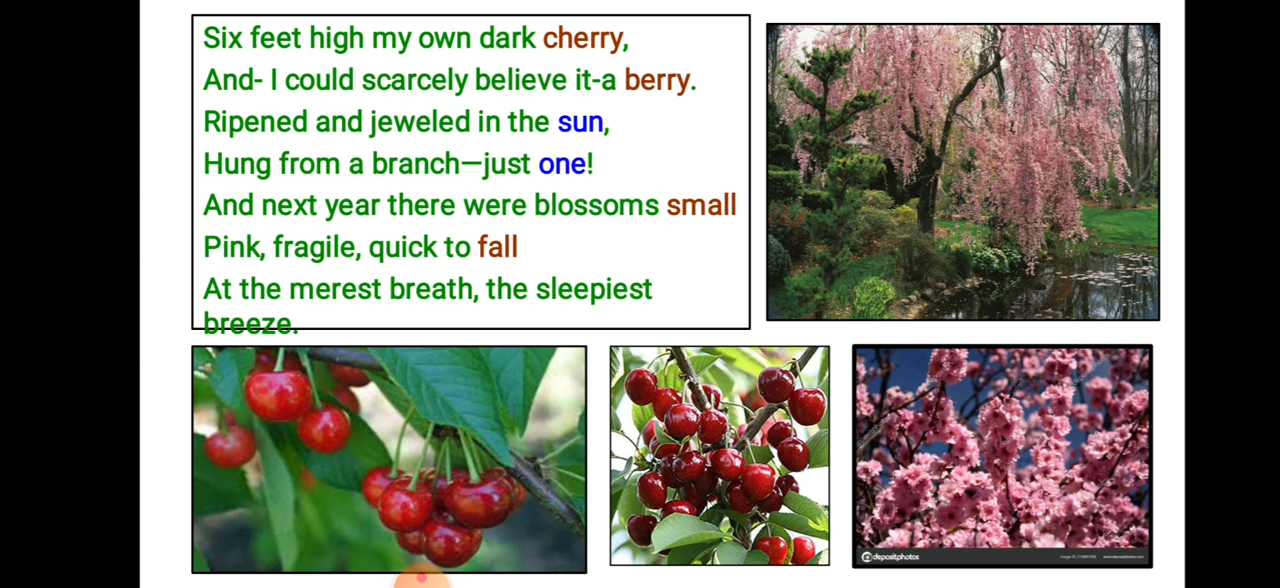 Six feet high my own dark cherry,
And- I could scarcely believe it-a berry.
Ripened and jeweled in the sun,
Hung from a branch—just one!
And next year there were blossoms small
Pink, fragile, quick to fall
At the merest breath, the sleepiest
breeze.
depositphotos